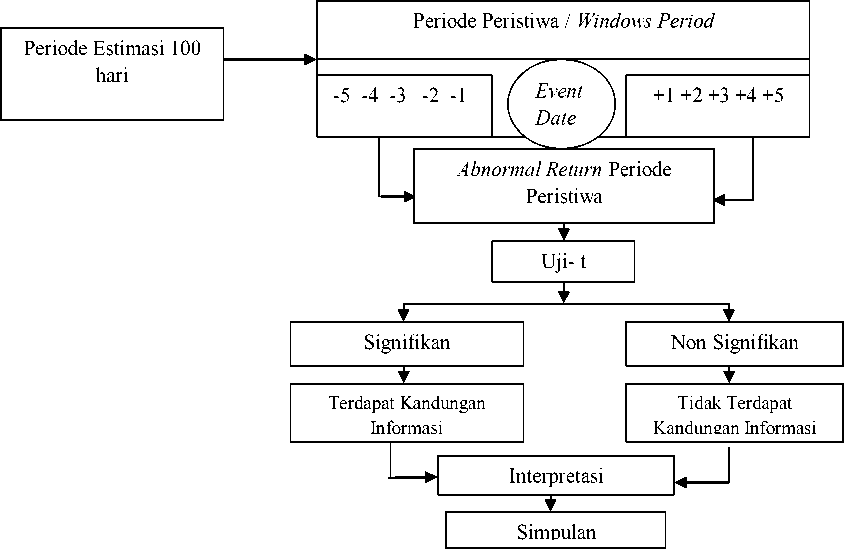 Periode Peristiwa / Windows Period
Periode Estimasi 100
hari
-5 -4 -3 -2 -1
Event
Date
+1 +2 +3 +4 +5
Abnormal Return Periode
Peristiwa
Uji- t
Signifikan
Non Signifikan
Terdapat Kandungan
Informasi
Tidak Terdapat
Kandungan Informasi
Interpretasi
Simpulan